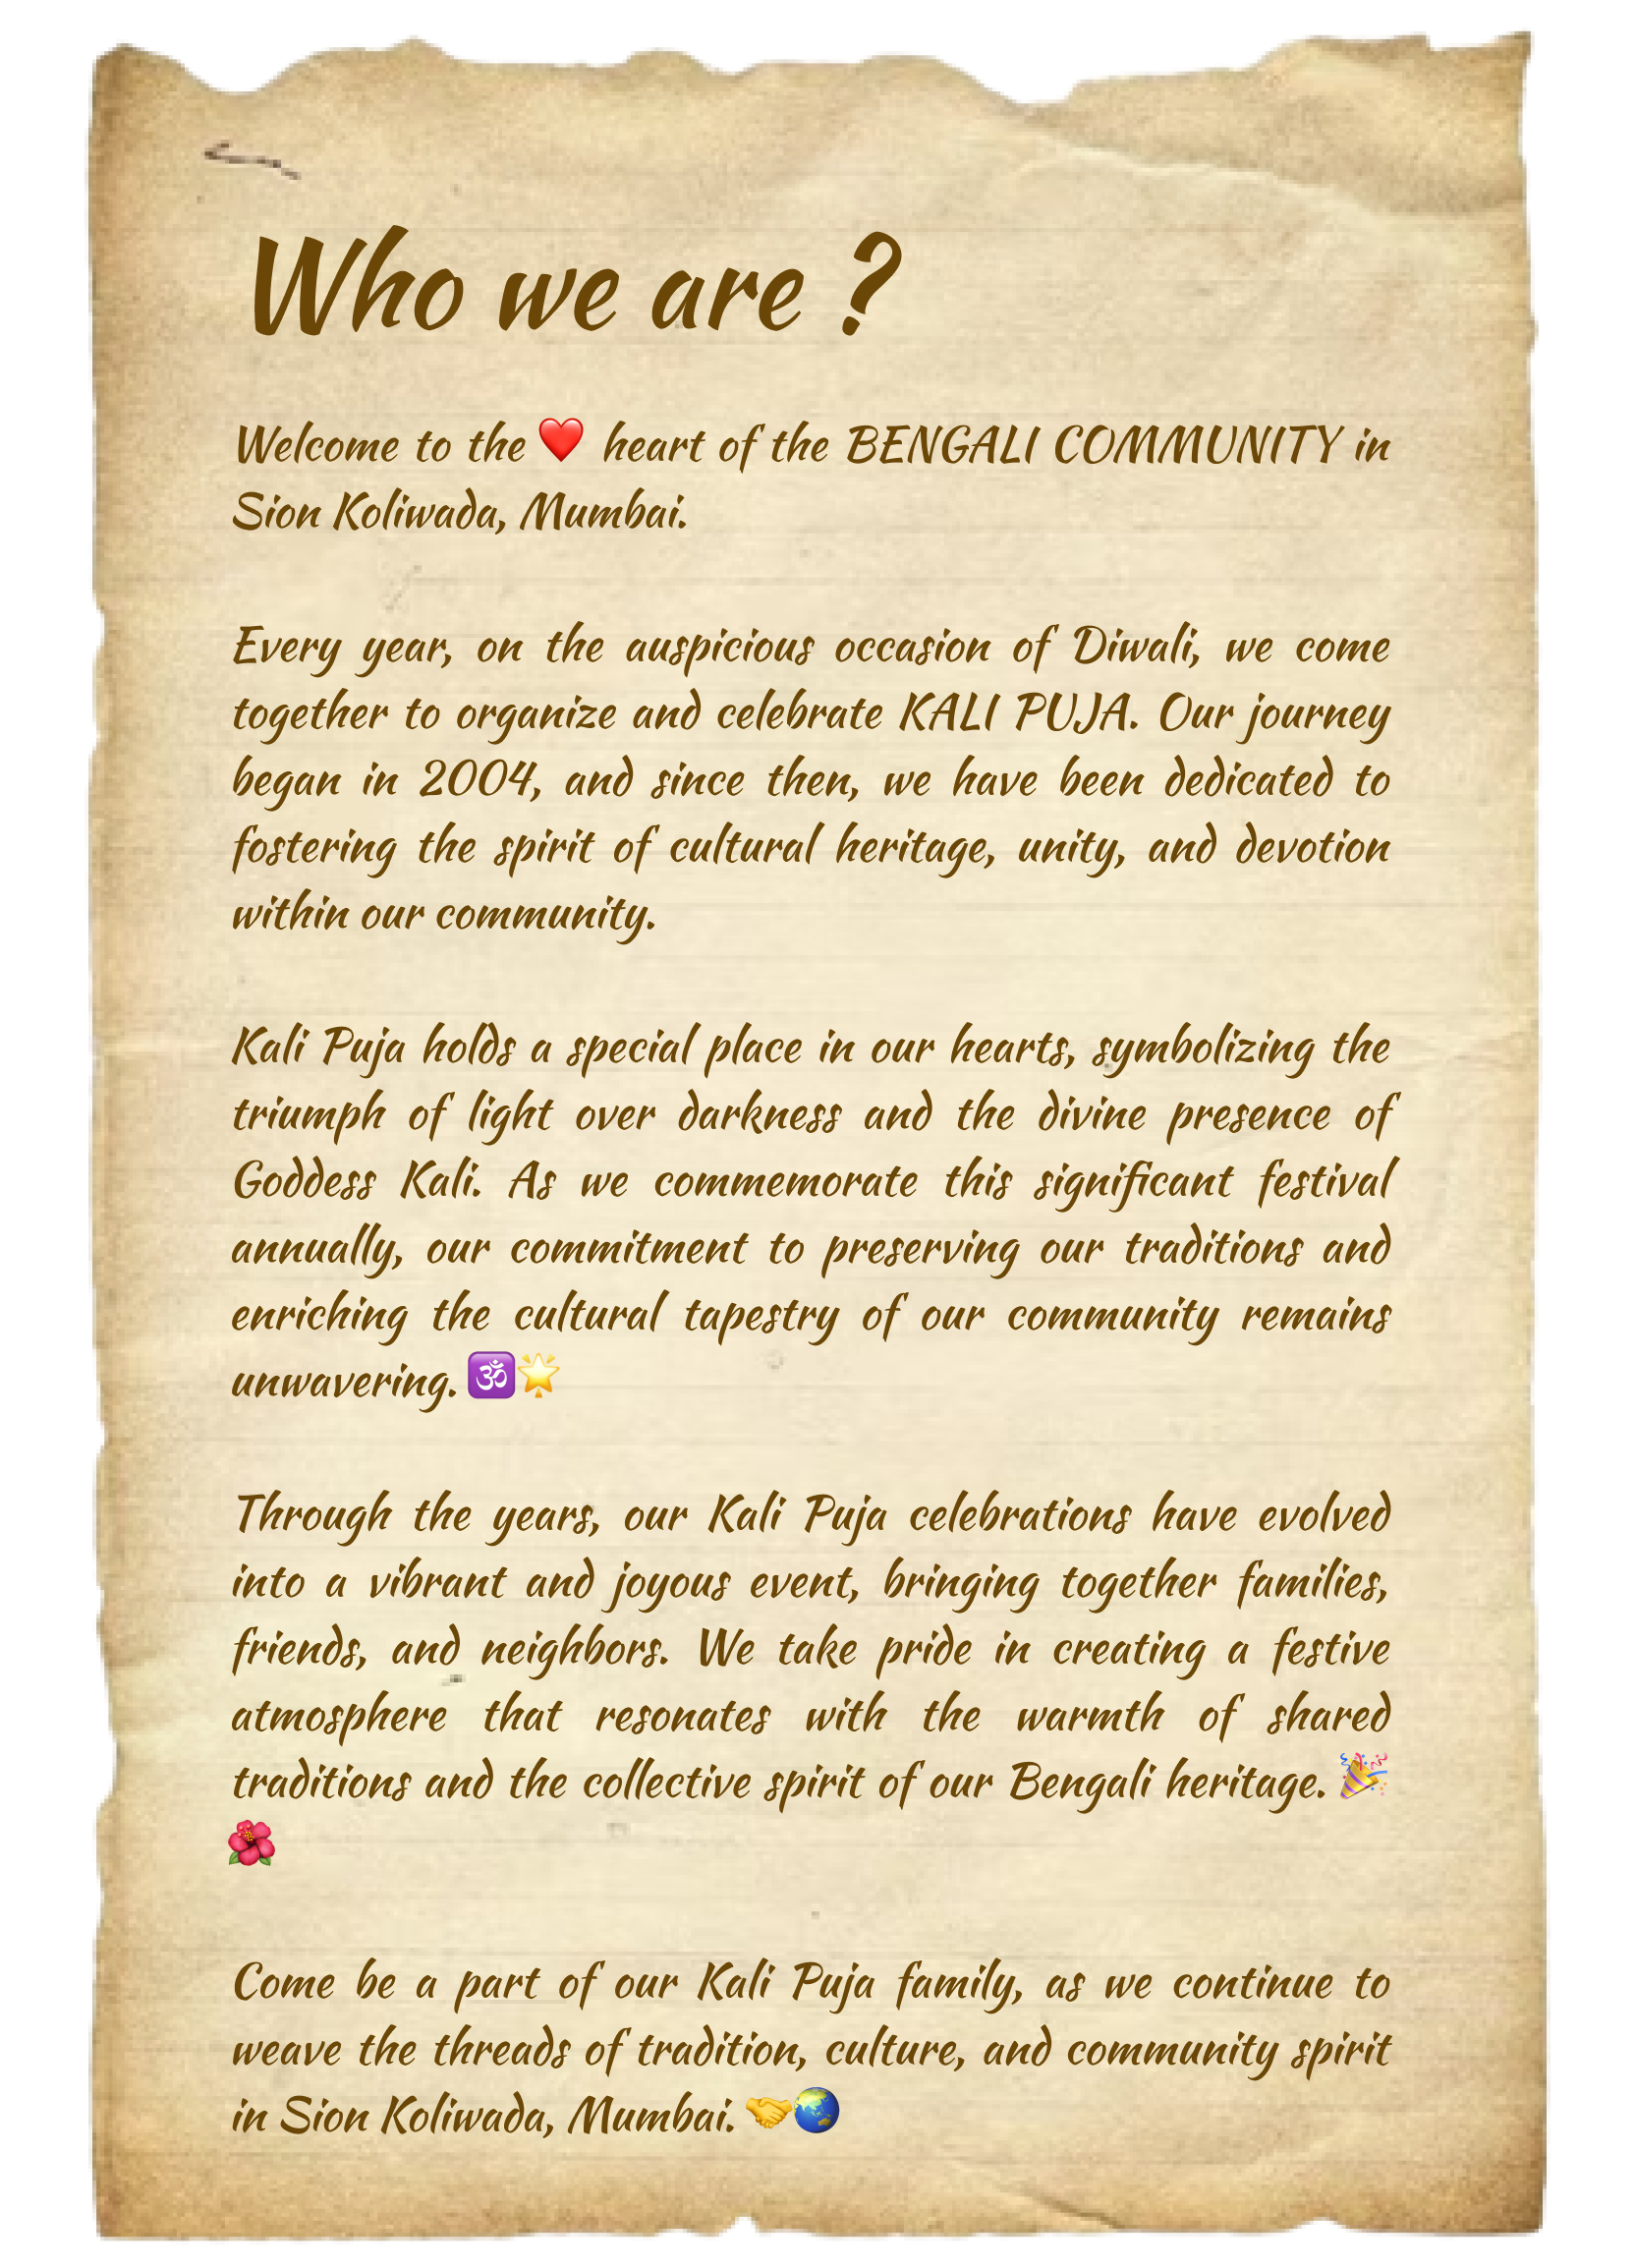 Who we are ?
Welcome to the ❤️ heart of the BENGALI COMMUNITY in
Sion Koliwada, Mumbai.
Every year, on the auspicious occasion of Diwali, we come
together to organize and celebrate KALI PUJA. Our journey
began in 2004, and since then, we have been dedicated to
fostering the spirit of cultural heritage, unity, and devotion
within our community.
Kali Puja holds a special place in our hearts, symbolizing the
triumph of light over darkness and the divine presence of
Goddess Kali. As we commemorate this significant festival
annually, our commitment to preserving our traditions and
enriching the cultural tapestry of our community remains
unwavering. 🕉️🌟
Through the years, our Kali Puja celebrations have evolved
into a vibrant and joyous event, bringing together families,
friends, and neighbors. We take pride in creating a festive
atmosphere that resonates with the warmth of shared
traditions and the collective spirit of our Bengali heritage. 🎉
🌺
Come be a part of our Kali Puja family, as we continue to
weave the threads of tradition, culture, and community spirit
in Sion Koliwada, Mumbai. 🤝🌏